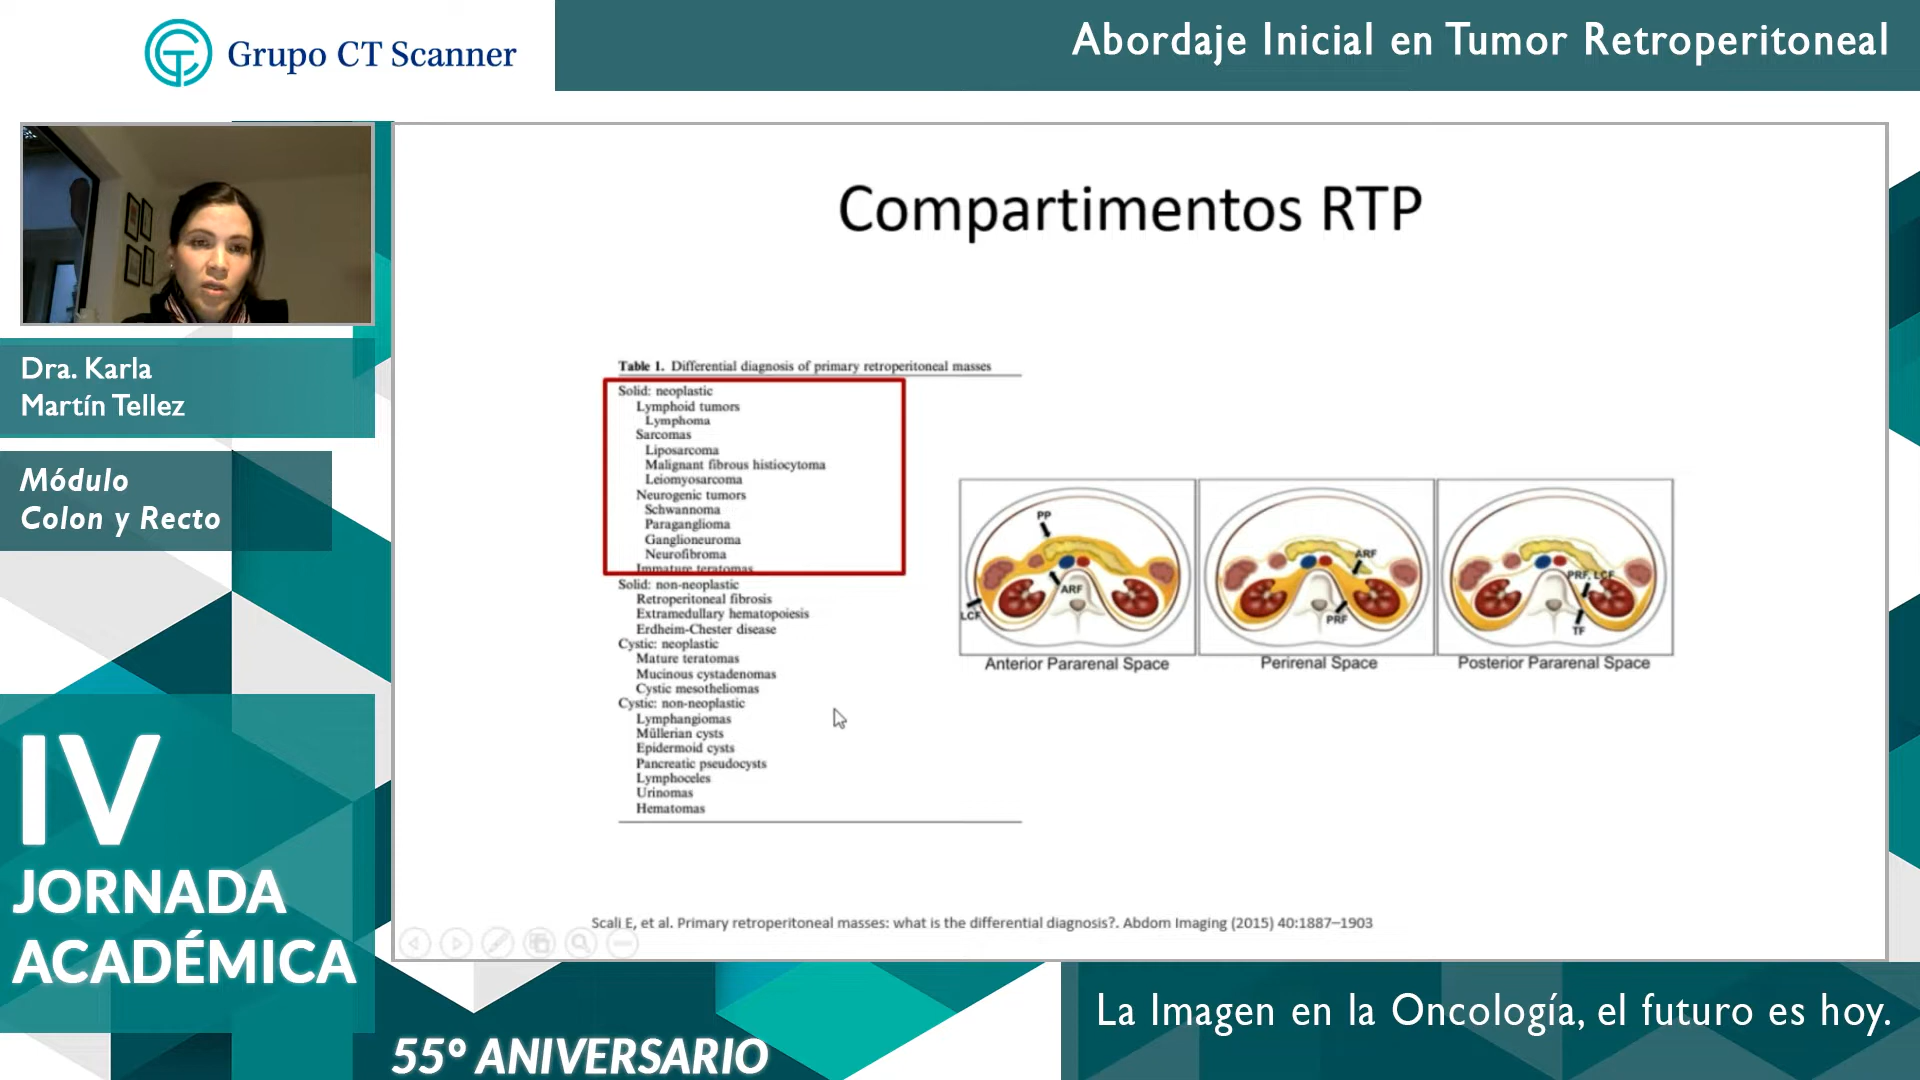 Grupo CT Scanner
Abordaje Inicial en Tumor Retroperitoneal
Dra. Karla
Martín Tellez
Módulo
Colon y Recto
IV
JORNADA
ACADÉMICA
Compartimentos RTP
Table 1. Differential diagnosis of primary retroperitoneal masses
Solid: neoplastic
Lymphoid tumors
Lymphoma
Sarcomas
Liposarcoma
Malignant fibrous histiocytoma
Leiomyosarcoma
Neurogenic tumors
Schwannoma
Paraganglioma
Ganglioneuroma
Neurofibroma
Immature teratomas
Solid: non-neoplastic
Retroperitoneal fibrosis
Extramedullary hematopoiesis
Erdheim-Chester disease
Cystic: neoplastic
Mature teratomas
Mucinous cystadenomas
Cystic mesotheliomas
Cystic: non-neoplastic
Lymphangiomas
Müllerian cysts
Epidermoid cysts
Pancreatic pseudocysts
Lymphoceles
Urinomas
Hematomas
PP
ARF
LCF
Anterior Pararenal Space
ARF
PRF
Perirenal Space
PRF, LCF
TF
Posterior Pararenal Space
Scali E, et al. Primary retroperitoneal masses: what is the differential diagnosis?. Abdom Imaging (2015) 40:1887–1903
La Imagen en la Oncología, el futuro es hoy.
55º ANIVERSARIO